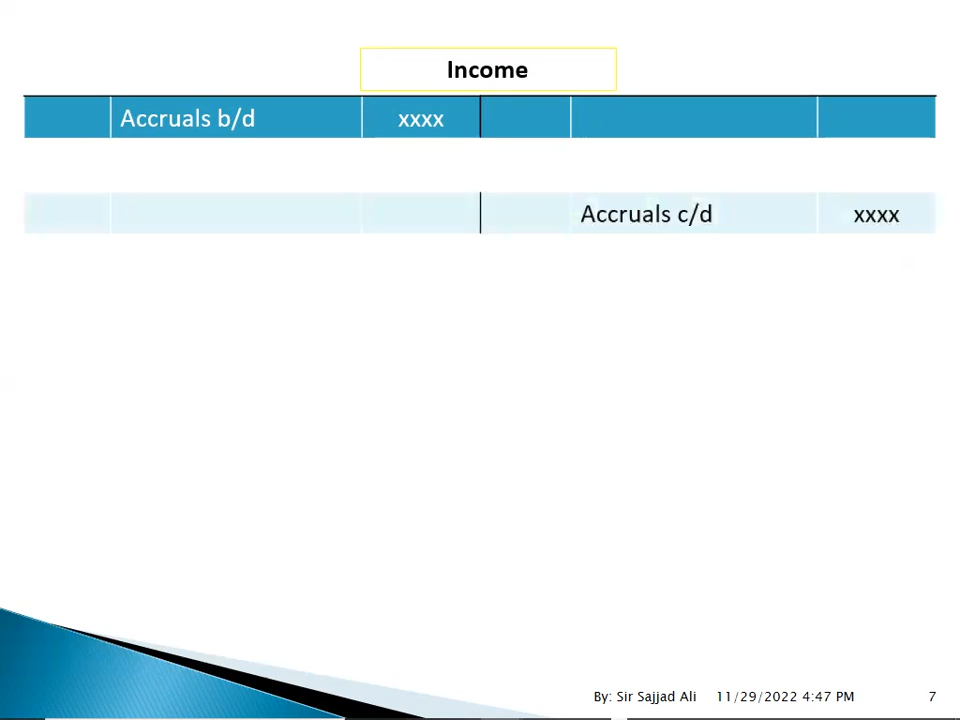 Income
Accruals b/d xxxx
Accruals c/d xxxx
By: Sir Sajjad Ali 11/29/2022 4:47 PM 7